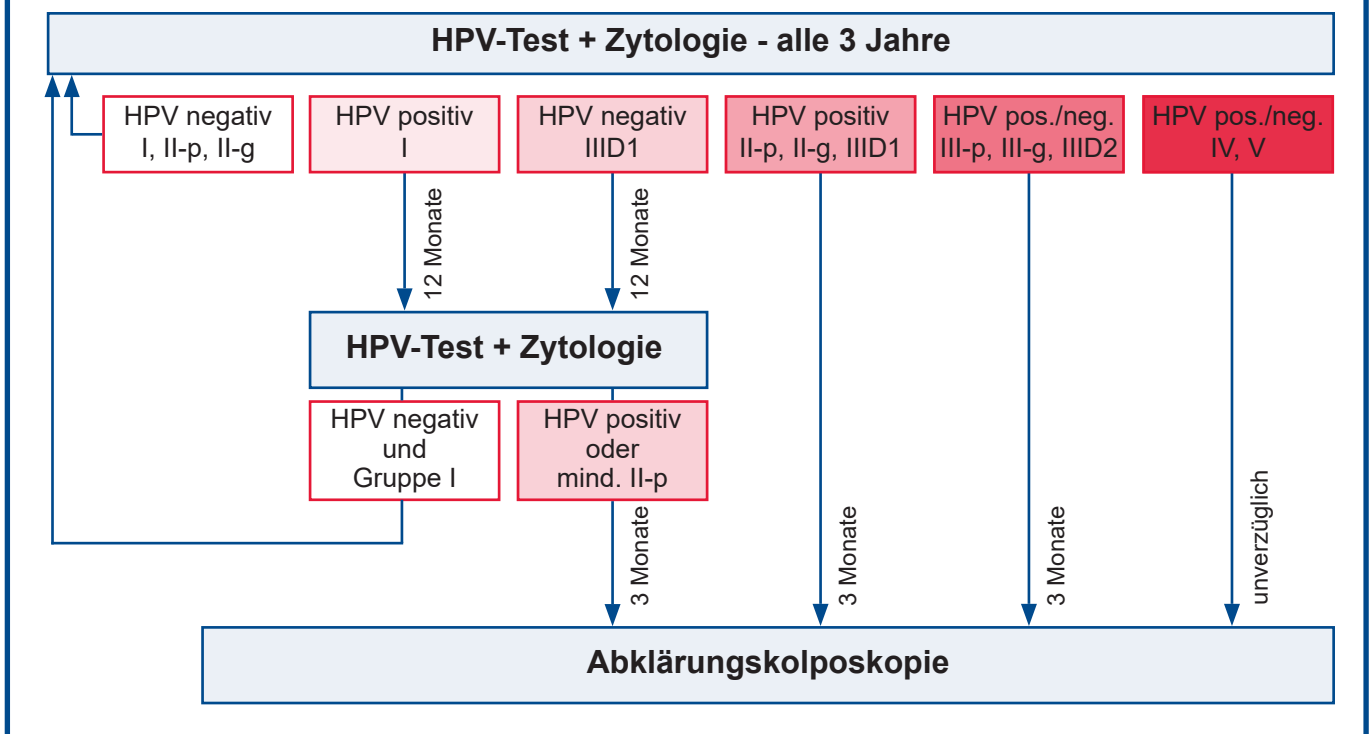 HPV-Test + Zytologie - alle 3 Jahre
HPV negativ
I, II-p, II-g
HPV positiv
I
HPV negativ
IIID1
HPV positiv
II-p, II-g, IIID1
HPV pos./neg.
III-p, III-g, IIID2
HPV pos./neg.
IV, V
12 Monate
12 Monate
HPV-Test + Zytologie
HPV negativ
und
Gruppe I
HPV positiv
oder
mind. II-p
3 Monate
3 Monate
3 Monate
unverzüglich
Abklärungskolposkopie